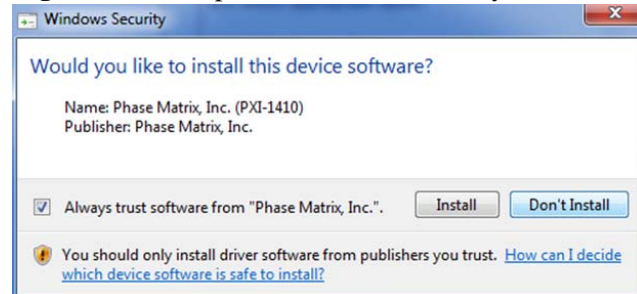 Windows Security
Would you like to install this device software?
Name: Phase Matrix, Inc. (PXI-1410)
Publisher: Phase Matrix, Inc.
Always trust software from "Phase Matrix, Inc.".
Install
Don't Install
You should only install driver software from publishers you trust. How can I decide
which device software is safe to install?